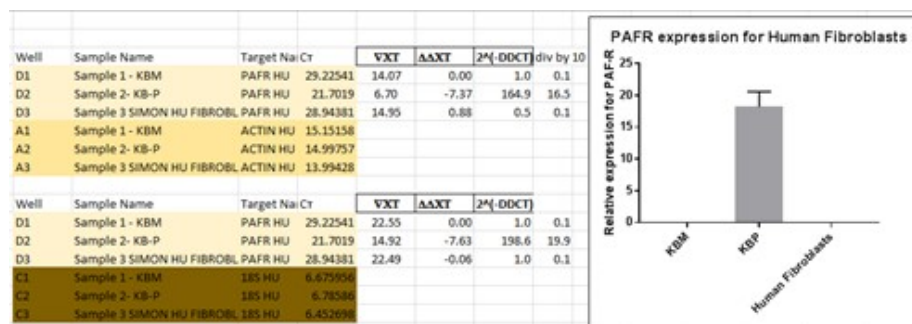 Well Sample Name Target Na Cт ∇XT ΔΔXT 2^(-DDCT) div by 10
D1 Sample 1 - KBM PAFR HU 29.22541 14.07 0.00 1.0 0.1
D2 Sample 2- KB-P PAFR HU 21.7019 6.70 -7.37 164.9 16.5
D3 Sample 3 SIMON HU FIBROBL PAFR HU 28.94381 14.95 0.88 0.5 0.1
A1 Sample 1 - KBM ACTIN HU 15.15158
A2 Sample 2- KB-P ACTIN HU 14.99757
A3 Sample 3 SIMON HU FIBROBL ACTIN HU 13.99428
Well Sample Name Target Na Cт ∇XT ΔΔXT 2^(-DDCT)
D1 Sample 1 - KBM PAFR HU 29.22541 22.55 0.00 1.0 0.1
D2 Sample 2- KB-P PAFR HU 21.7019 14.92 -7.63 198.6 19.9
D3 Sample 3 SIMON HU FIBROBL PAFR HU 28.94381 22.49 -0.06 1.0 0.1
C1 Sample 1 - KBM 18S HU 6.675956
C2 Sample 2- KB-P 18S HU 6.78586
C3 Sample 3 SIMON HU FIBROBL 18S HU 6.452698
PAFR expression for Human Fibroblasts
Relative expression for PAF-R
25
20
15
10
5
0
KBM
KBP
Human Fibroblasts